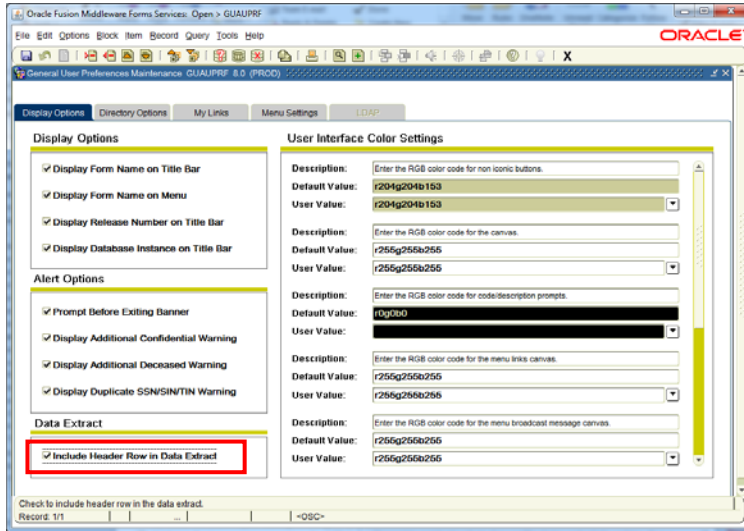 Oracle Fusion Middleware Forms Services: Open > GUAUPRF
File Edit Options Block Item Record Query Tools Help
ORACLE
X
General User Preferences Maintenance GUAUPRF 8.0 (PROD)
Display Options Directory Options My Links Menu Settings LDAP
Display Options
Display Form Name on Title Bar
Display Form Name on Menu
Display Release Number on Title Bar
Display Database Instance on Title Bar
Alert Options
Prompt Before Exiting Banner
Display Additional Confidential Warning
Display Additional Deceased Warning
Display Duplicate SSN/SIN/TIN Warning
Data Extract
Include Header Row in Data Extract
User Interface Color Settings
Description: Enter the RGB color code for non iconic buttons.
Default Value: r204g204b153
User Value: r204g204b153
Description: Enter the RGB color code for the canvas.
Default Value: r255g255b255
User Value: r255g255b255
Description: Enter the RGB color code for code/description prompts.
Default Value: r0g0b0
User Value:
Description: Enter the RGB color code for the menu links canvas.
Default Value: r255g255b255
User Value: r255g255b255
Description: Enter the RGB color code for the menu broadcast message canvas.
Default Value: r255g255b255
User Value: r255g255b255
Check to include header row in the data extract.
Record: 1/1 ... <OSC>